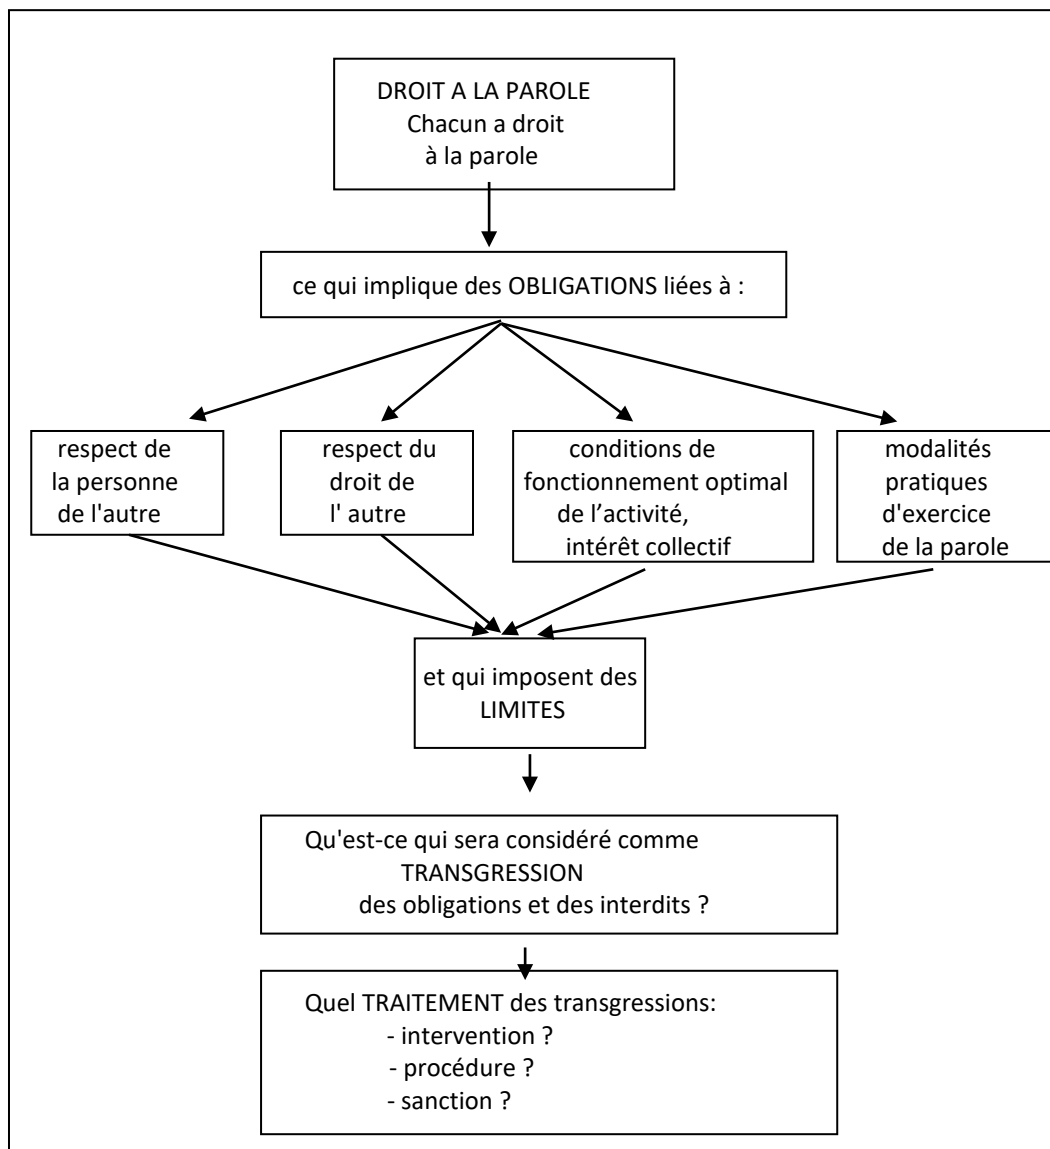 DROIT A LA PAROLE
Chacun a droit
à la parole
ce qui implique des OBLIGATIONS liées à :
respect de
la personne
de l'autre
respect du
droit de
l' autre
conditions de
fonctionnement optimal
de l’activité,
intérêt collectif
modalités
pratiques
d'exercice
de la parole
et qui imposent des
LIMITES
Qu'est-ce qui sera considéré comme
TRANSGRESSION
des obligations et des interdits ?
Quel TRAITEMENT des transgressions:
- intervention ?
- procédure ?
- sanction ?